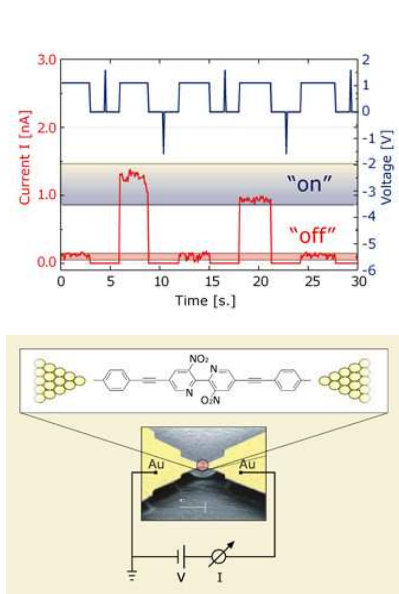 3.0
2.0
1.0
0.0
Current I [nA]
2
1
0
-1
-2
-3
-4
-5
-6
Voltage [V]
"on"
"off"
0 5 10 15 20 25 30
Time [s.]
NO₂
N
N
O₂N
Au Au
V I